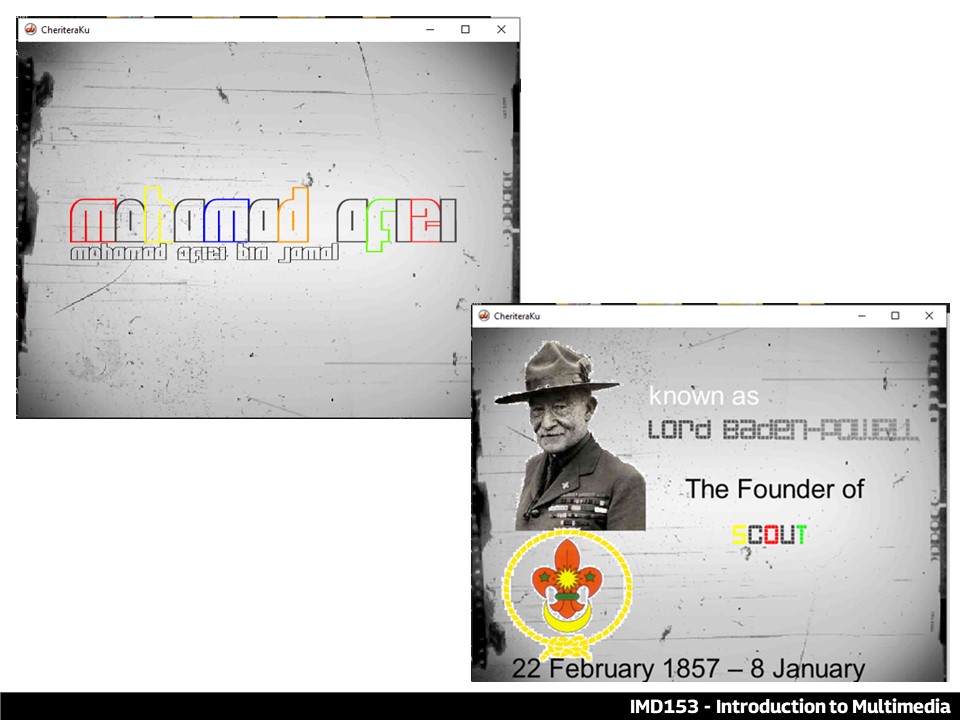 CheriteraKu
mohamad afizi
mohamad afizi bin jamal
CheriteraKu
known as
Lord Baden-Powell
The Founder of
SCOUT
22 February 1857 – 8 January
IMD153 - Introduction to Multimedia